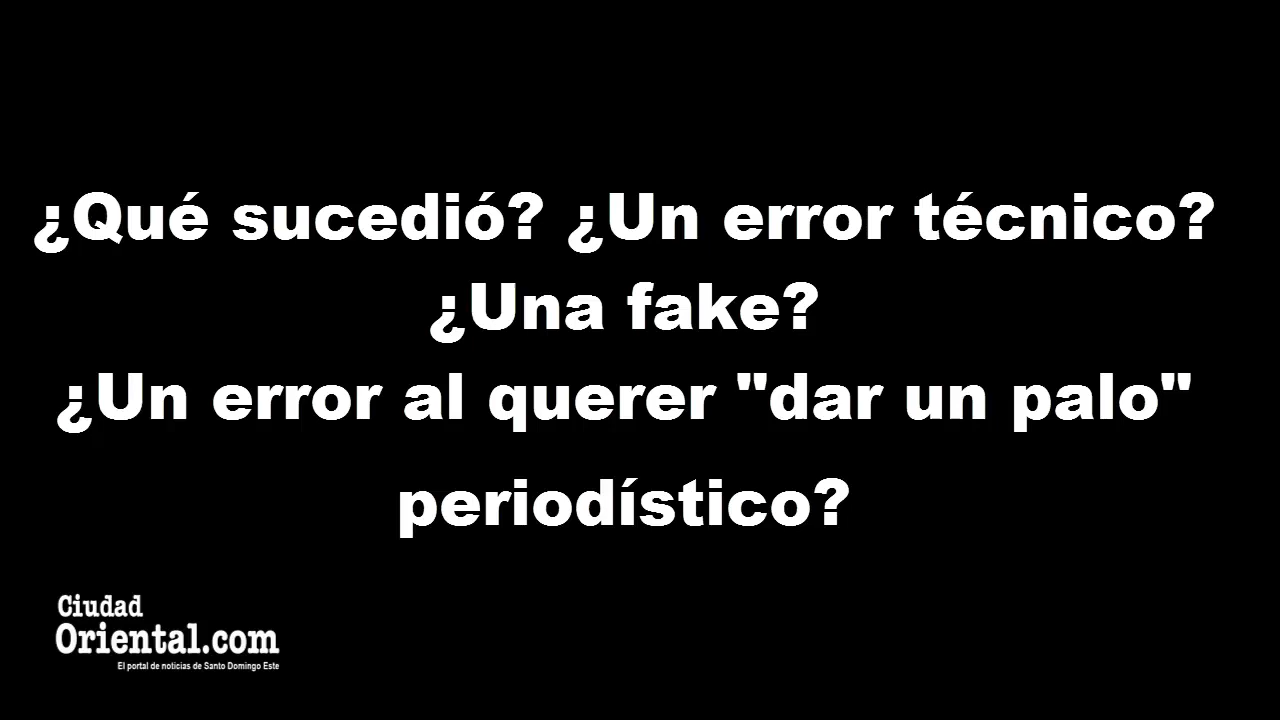 ¿Qué sucedió? ¿Un error técnico?
¿Una fake?
¿Un error al querer "dar un palo"
periodístico?
Ciudad
Oriental.com
El portal de noticias de Santo Domingo Este